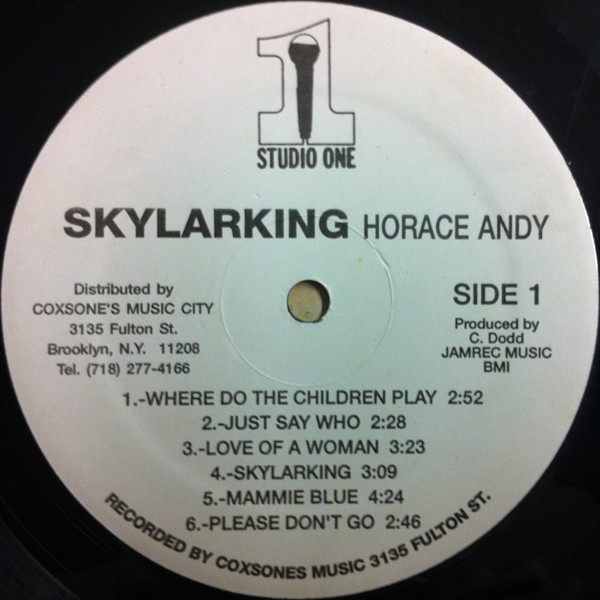 1
STUDIO ONE
SKYLARKING HORACE ANDY
Distributed by
COXSONE'S MUSIC CITY
3135 Fulton St.
Brooklyn, N.Y. 11208
Tel. (718) 277-4166
SIDE 1
Produced by
C. Dodd
JAMREC MUSIC
BMI
1.-WHERE DO THE CHILDREN PLAY 2:52
2.-JUST SAY WHO 2:28
3.-LOVE OF A WOMAN 3:23
4.-SKYLARKING 3:09
5.-MAMMIE BLUE 4:24
6.-PLEASE DON'T GO 2:46
RECORDED BY COXSONES MUSIC 3135 FULTON ST.